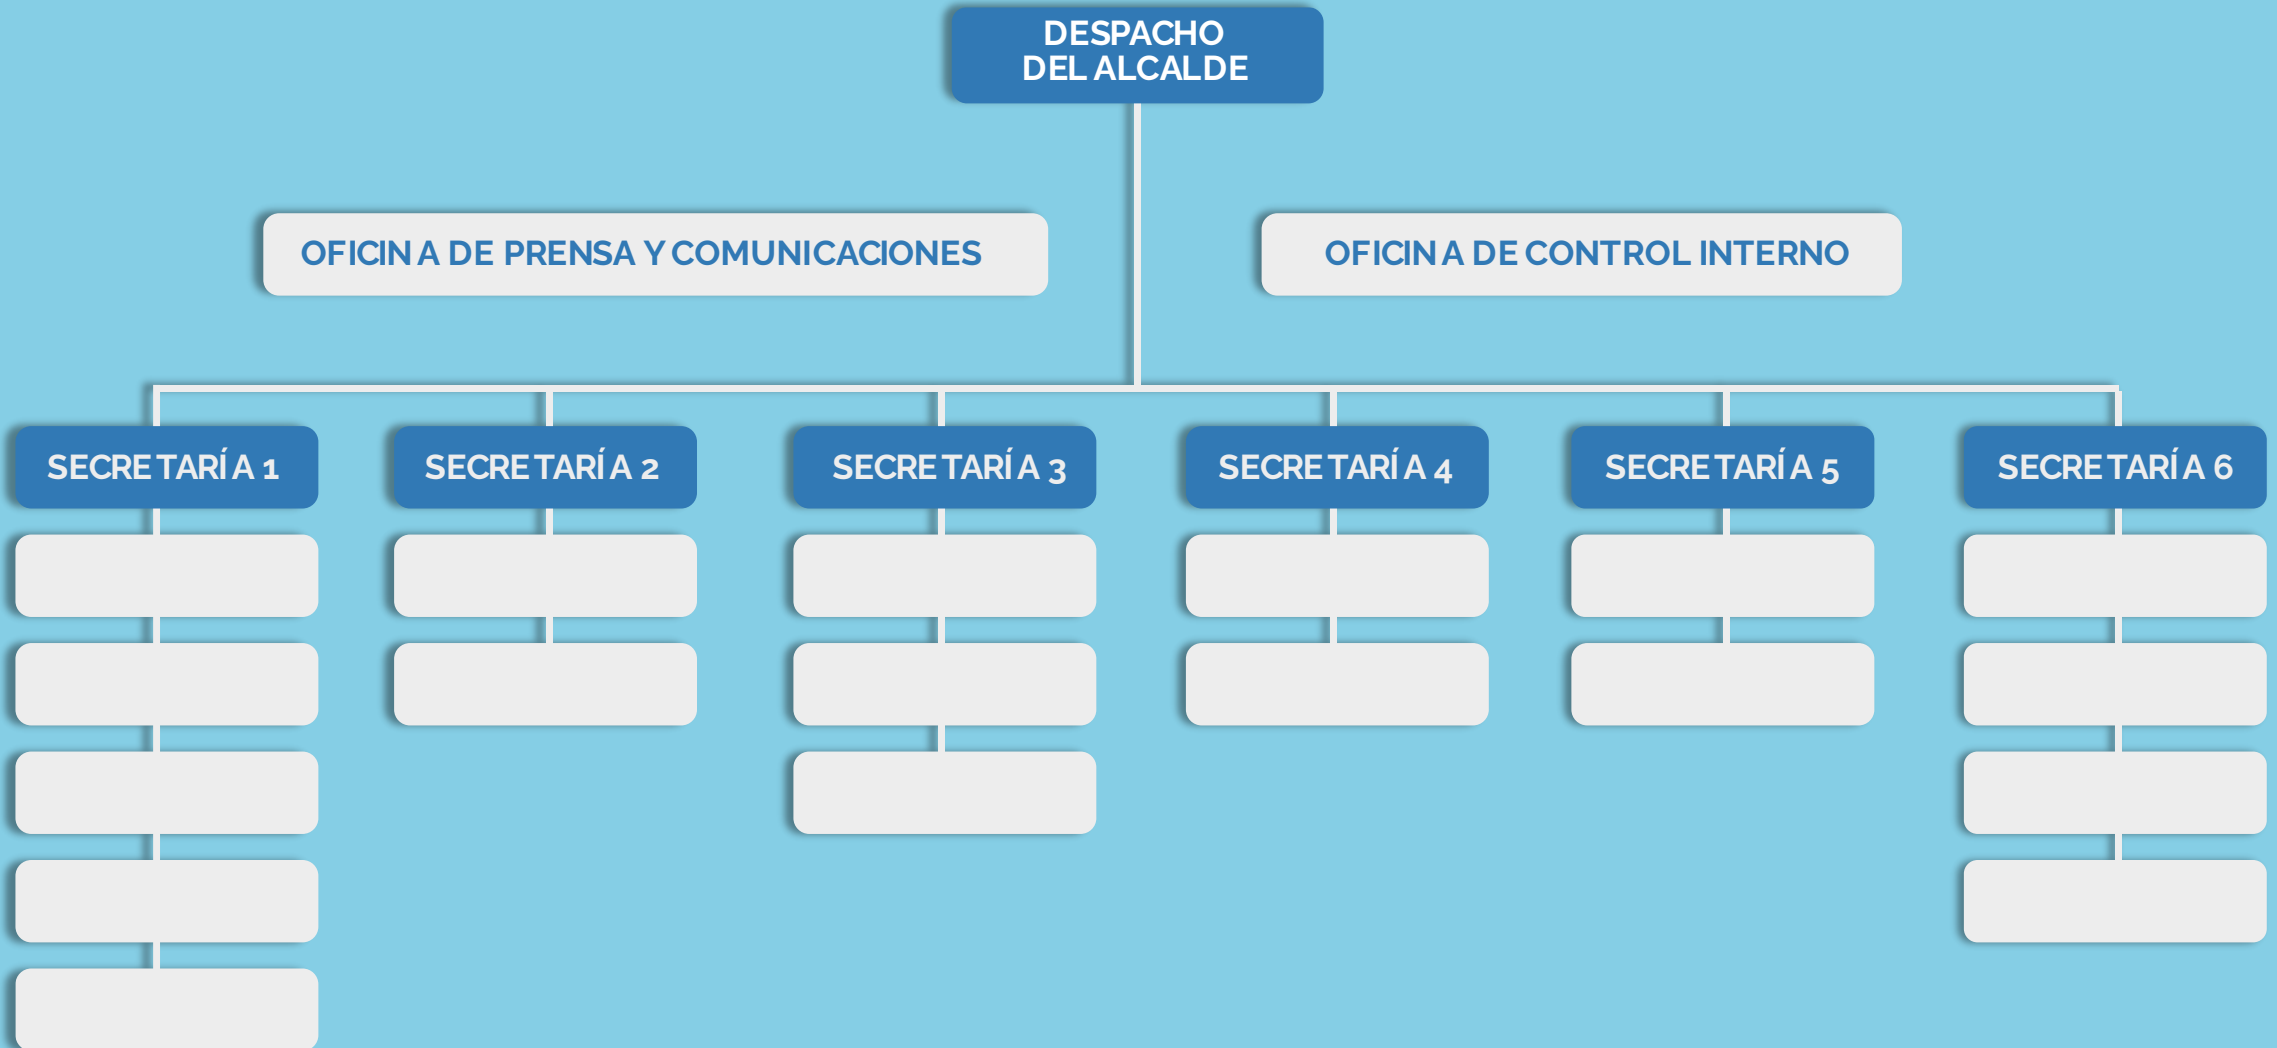 DESPACHO
DEL ALCALDE
OFICINA DE PRENSA Y COMUNICACIONES
OFICINA DE CONTROL INTERNO
SECRETARÍA 1
SECRETARÍA 2
SECRETARÍA 3
SECRETARÍA 4
SECRETARÍA 5
SECRETARÍA 6